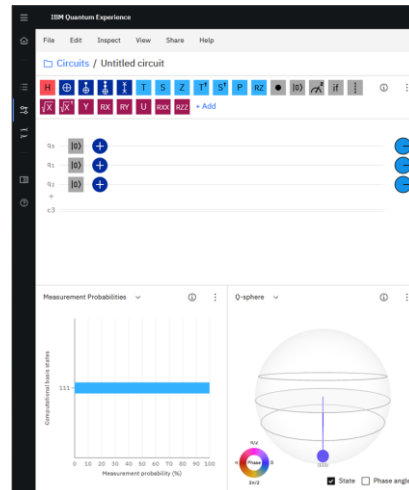 IBM Quantum Experience
File Edit Inspect View Share Help
Circuits / Untitled circuit
H T S Z T† S† P RZ |0⟩ if
√X √X† Y RX RY U RXX RZZ + Add
q0 |0⟩
q1 |0⟩
q2 |0⟩
+
c3
Measurement Probabilities
Computational basis states
111
0 10 20 30 40 50 60 70 80 90 100
Measurement probability (%)
Q-sphere
π/2
π Phase 0
3π/2
State Phase angle